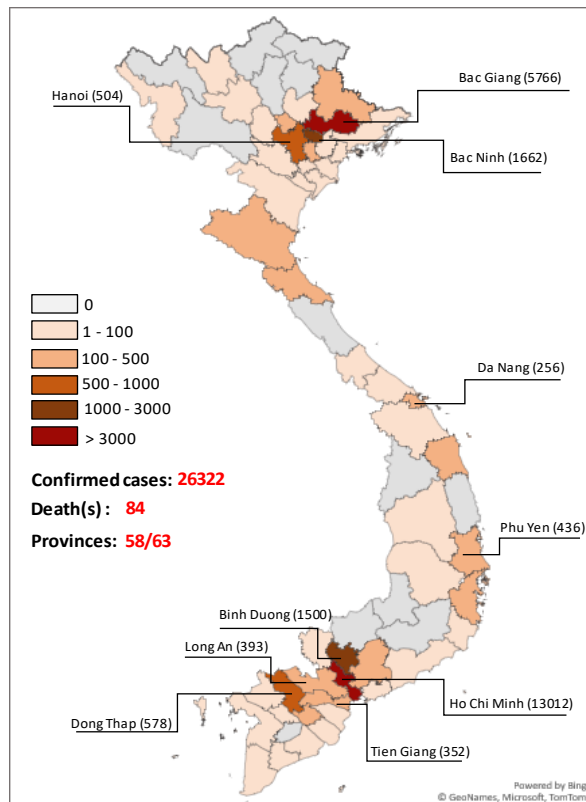 Bac Giang (5766)
Hanoi (504)
Bac Ninh (1662)
0
1 - 100
100 - 500
500 - 1000
1000 - 3000
> 3000
Da Nang (256)
Confirmed cases: 26322
Death(s) : 84
Provinces: 58/63
Phu Yen (436)
Binh Duong (1500)
Long An (393)
Ho Chi Minh (13012)
Dong Thap (578)
Tien Giang (352)
Powered by Bing
© GeoNames, Microsoft, TomTom